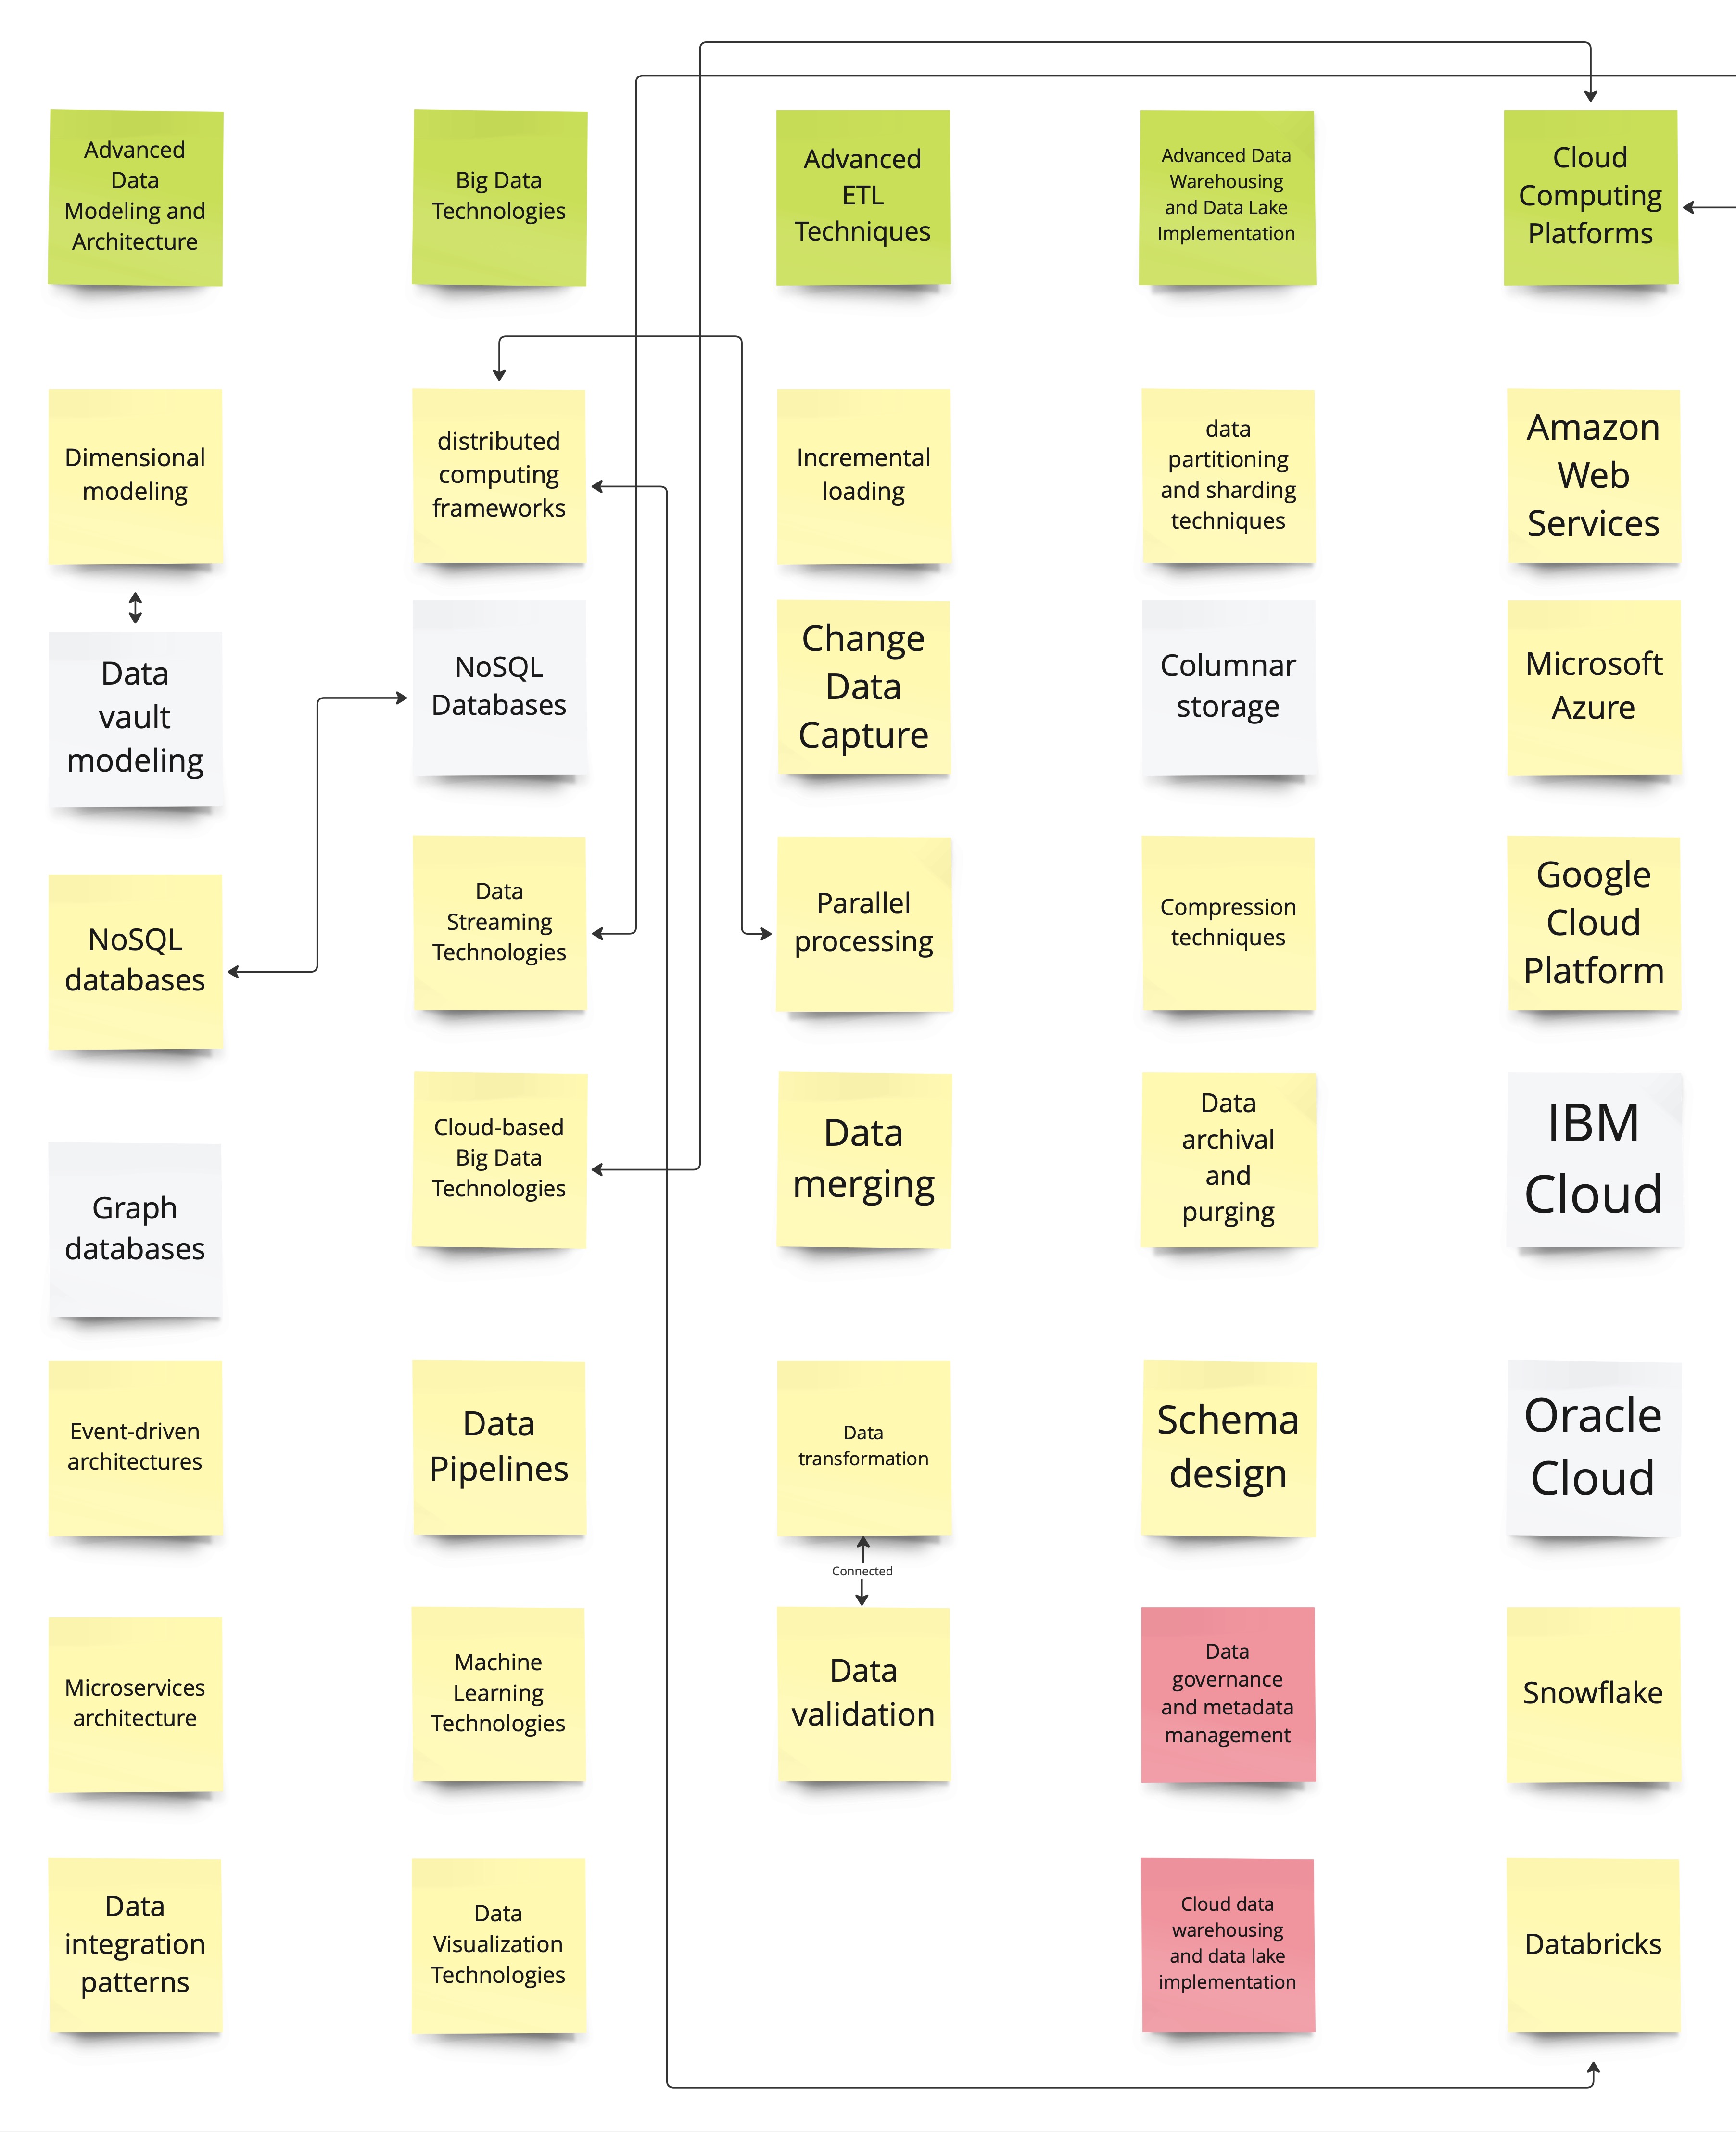 Advanced
Data
Modeling and
Architecture
Big Data
Technologies
Advanced
ETL
Techniques
Advanced Data
Warehousing
and Data Lake
Implementation
Cloud
Computing
Platforms
Dimensional
modeling
distributed
computing
frameworks
Incremental
loading
data
partitioning
and sharding
techniques
Amazon
Web
Services
Data
vault
modeling
NoSQL
Databases
Change
Data
Capture
Columnar
storage
Microsoft
Azure
NoSQL
databases
Data
Streaming
Technologies
Parallel
processing
Compression
techniques
Google
Cloud
Platform
Graph
databases
Cloud-based
Big Data
Technologies
Data
merging
Data
archival
and
purging
IBM
Cloud
Event-driven
architectures
Data
Pipelines
Data
transformation
Schema
design
Oracle
Cloud
Connected
Microservices
architecture
Machine
Learning
Technologies
Data
validation
Data
governance
and metadata
management
Snowflake
Data
integration
patterns
Data
Visualization
Technologies
Cloud data
warehousing
and data lake
implementation
Databricks